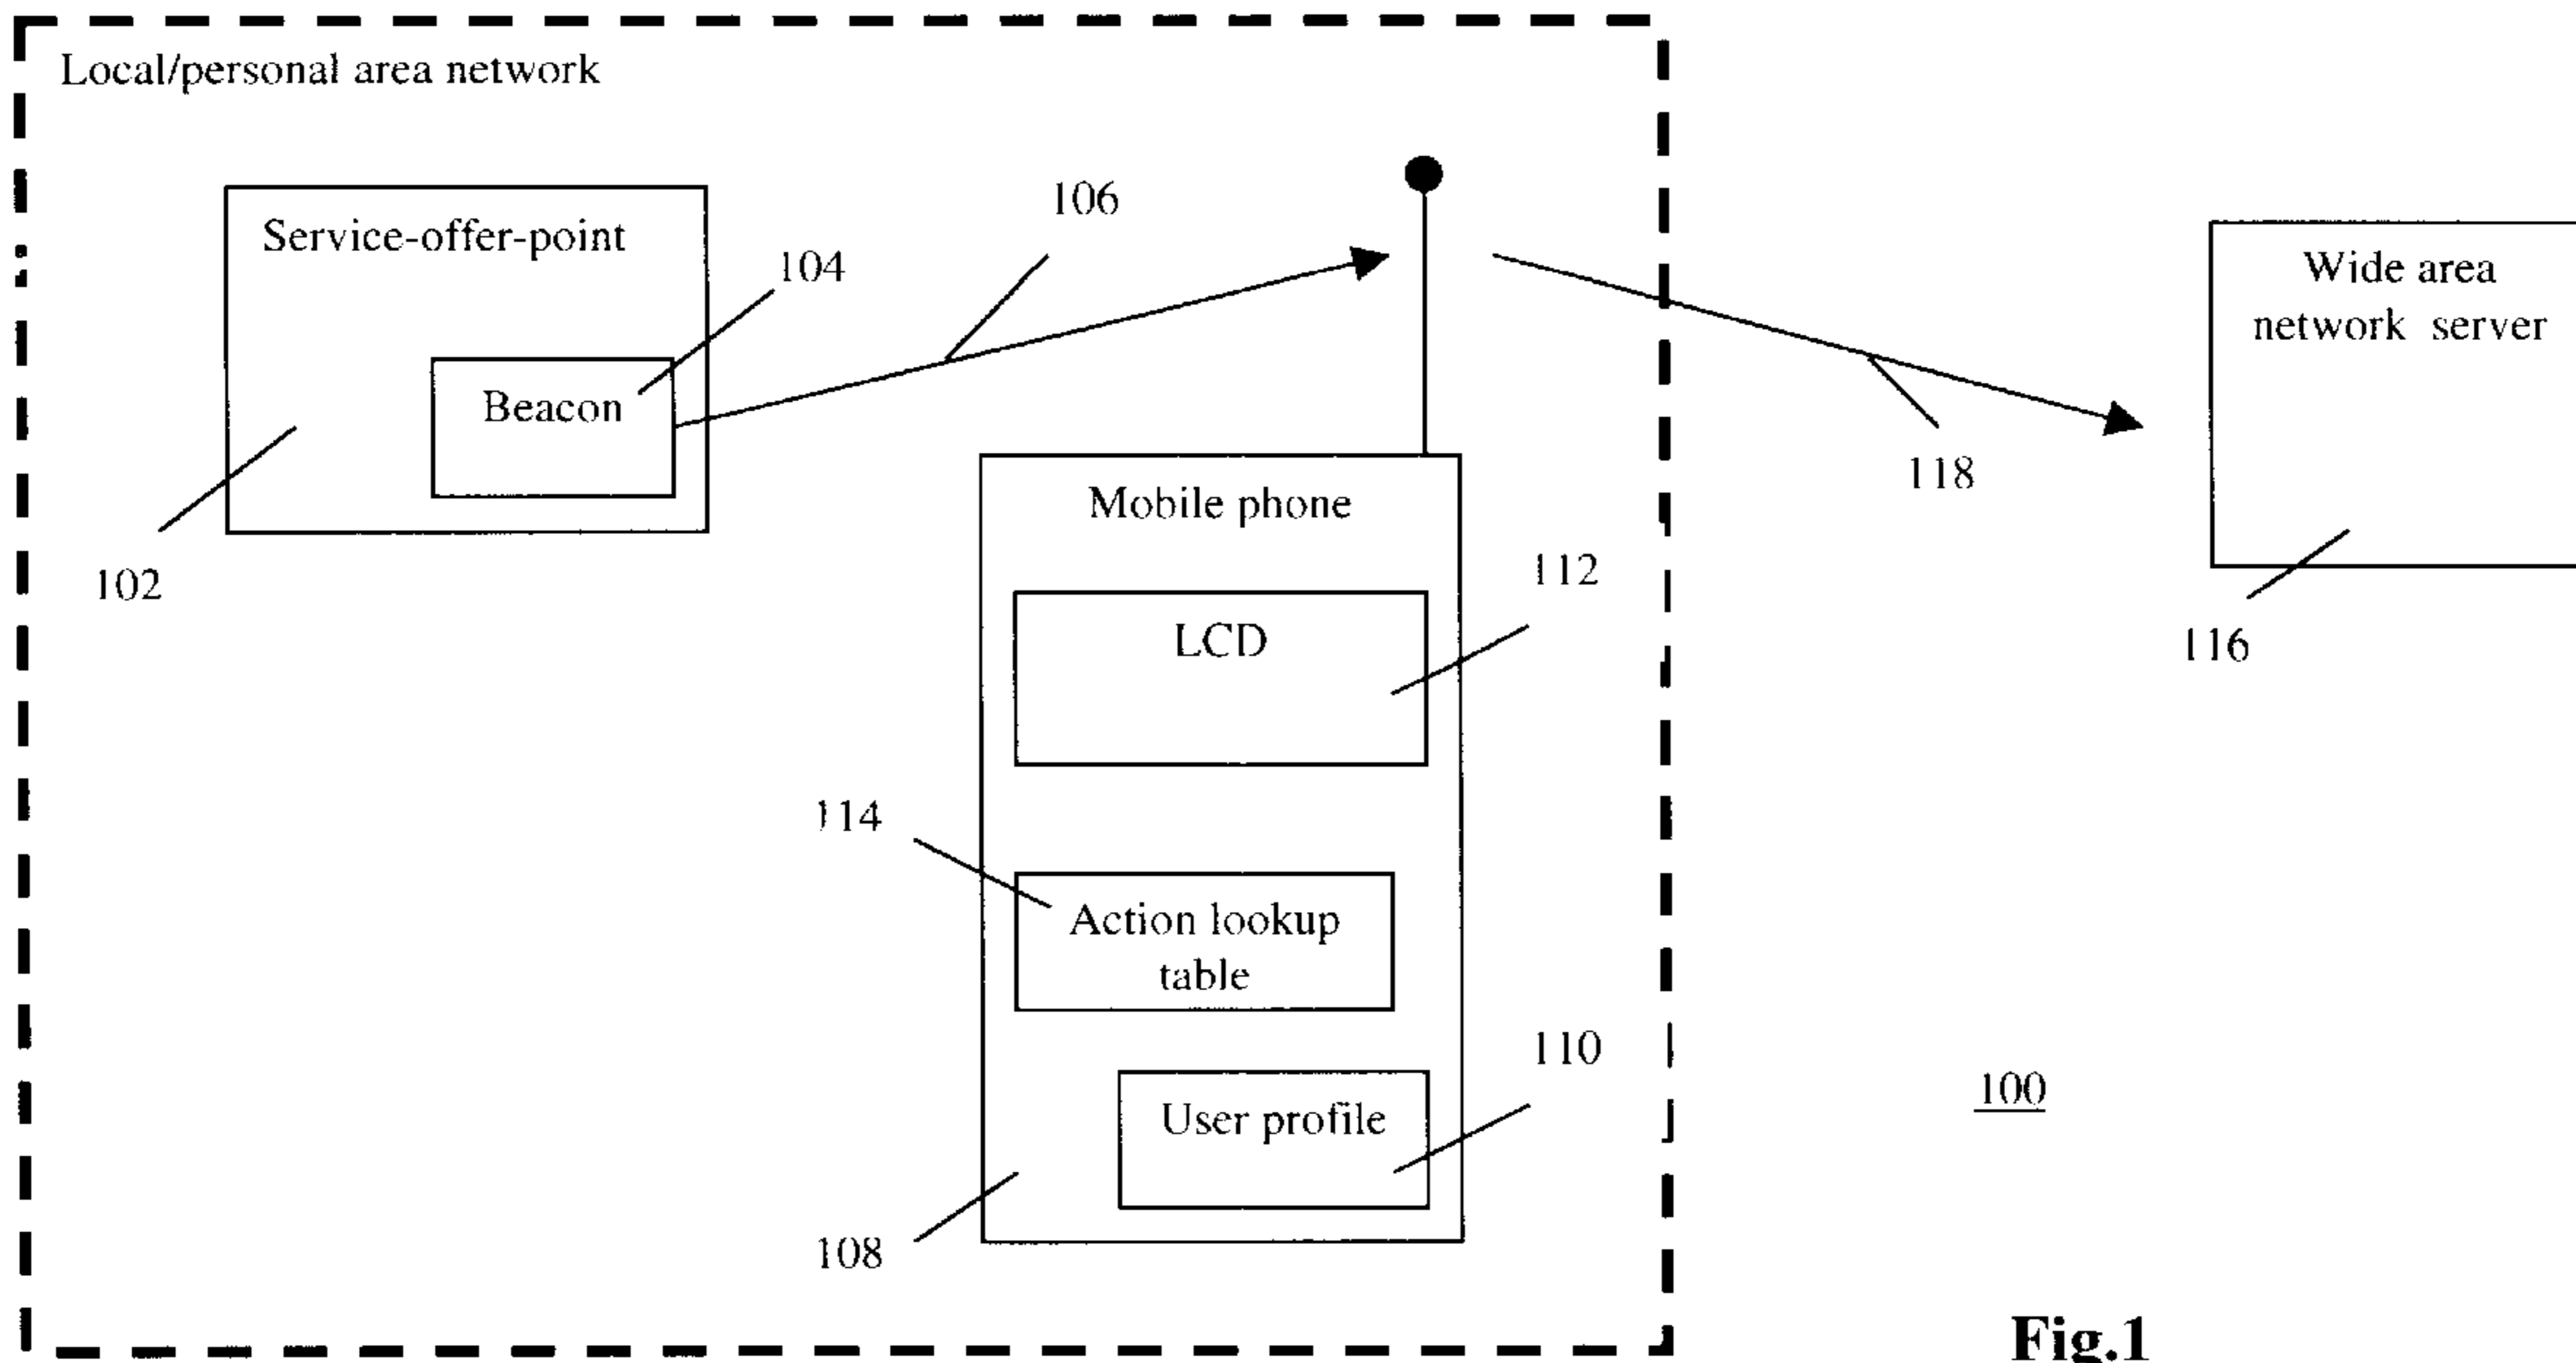 Local/personal area network
Service-offer-point
104
Beacon
102
106
Mobile phone
LCD
112
114
Action lookup
table
User profile
110
108
118
Wide area
network server
116
100
Fig.1